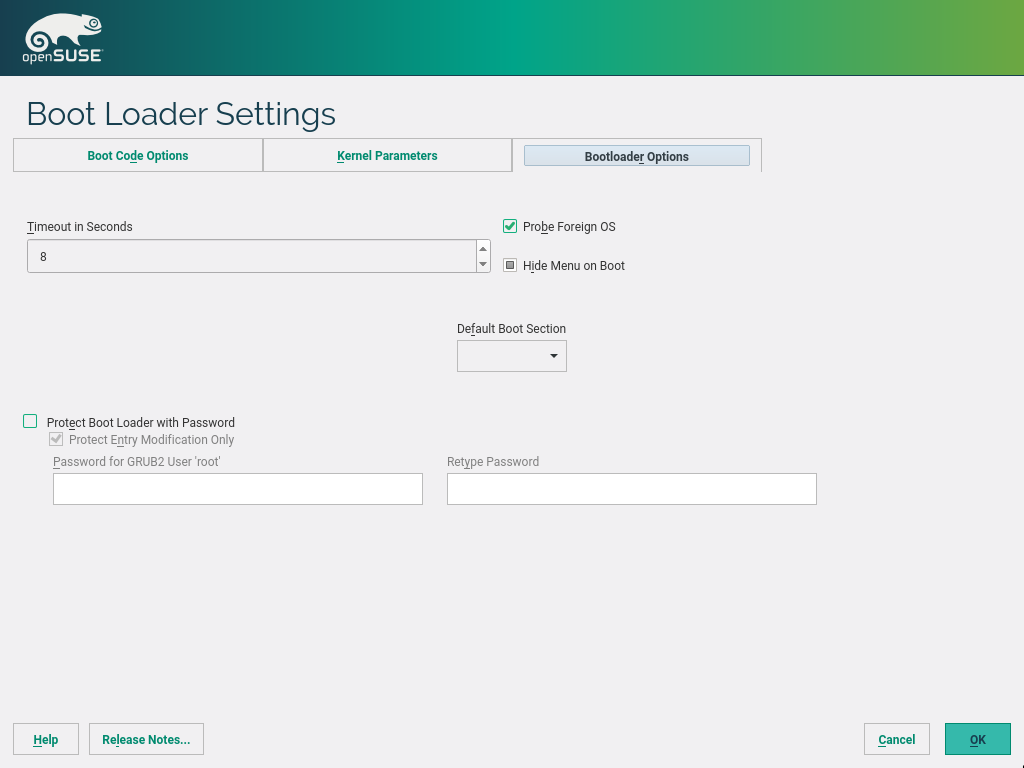 openSUSE
Boot Loader Settings
Boot Code Options
Kernel Parameters
Bootloader Options
Timeout in Seconds
8
Probe Foreign OS
Hide Menu on Boot
Default Boot Section
Protect Boot Loader with Password
Protect Entry Modification Only
Password for GRUB2 User 'root'
Retype Password
Help
Release Notes...
Cancel
OK